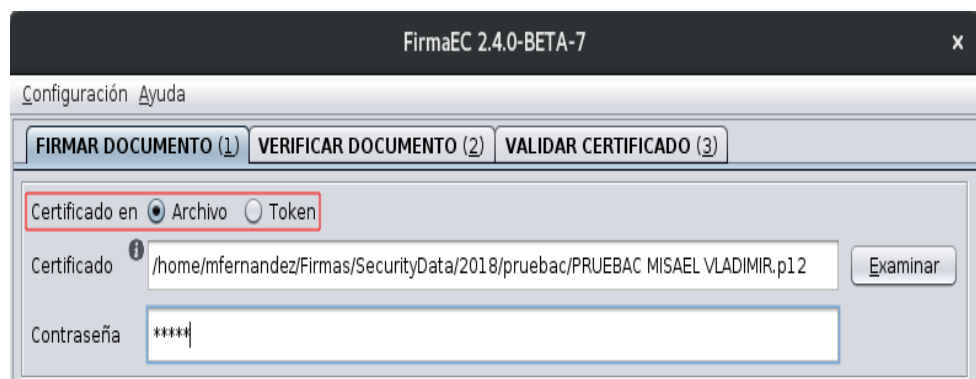 FirmaEC 2.4.0-BETA-7 x
Configuración Ayuda
FIRMAR DOCUMENTO (1) VERIFICAR DOCUMENTO (2) VALIDAR CERTIFICADO (3)
Certificado en Archivo Token
Certificado /home/mfernandez/Firmas/SecurityData/2018/pruebac/PRUEBAC MISAEL VLADIMIR.p12 Examinar
Contraseña *****